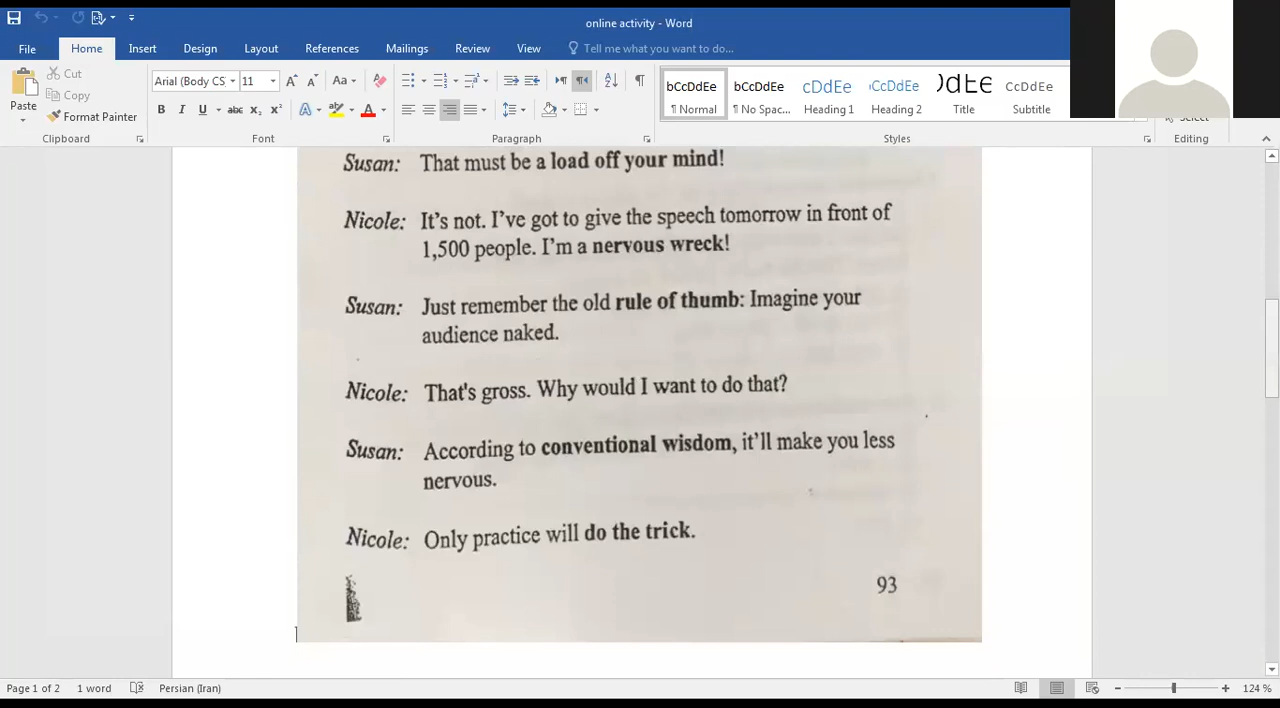 online activity - Word
File Home Insert Design Layout References Mailings Review View Tell me what you want to do...
Paste
Cut
Copy
Format Painter
Clipboard
Arial (Body CS) 11
Font
Paragraph
bCcDdEe bCcDdEe cDdEe CcDdEe CcDdEe
¶ Normal ¶ No Spac... Heading 1 Heading 2 Title Subtitle
Styles
Select
Editing
Susan: That must be a load off your mind!
Nicole: It's not. I've got to give the speech tomorrow in front of
1,500 people. I'm a nervous wreck!
Susan: Just remember the old rule of thumb: Imagine your
audience naked.
Nicole: That's gross. Why would I want to do that?
Susan: According to conventional wisdom, it'll make you less
nervous.
Nicole: Only practice will do the trick.
93
Page 1 of 2 1 word Persian (Iran) 124 %